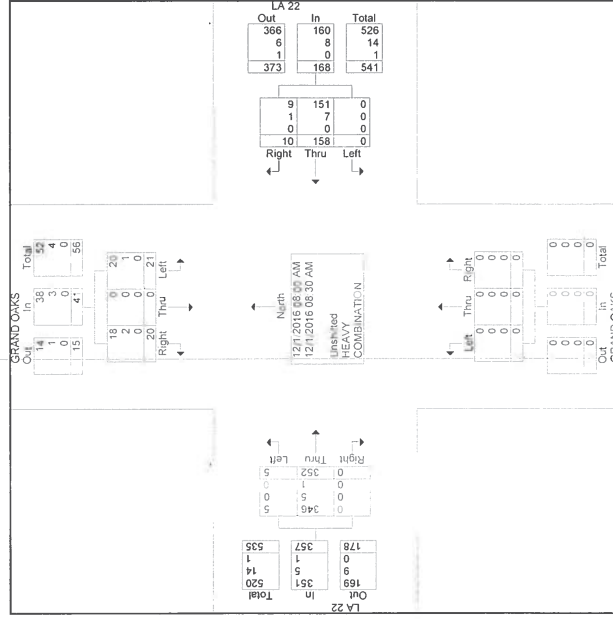 LA 22
Out In Total
366 160 526
6 8 14
1 0 1
373 168 541
9 151 0
1 7 0
0 0 0
10 158 0
Right Thru Left
GRAND OAKS
Out In Total
14 38 52
1 3 4
0 0 0
15 41 56
18 0 20
2 0 1
0 0 0
20 0 21
Right Thru Left
North
12/1/2016 08:00 AM
12/1/2016 08:30 AM
Unshifted
HEAVY
COMBINATION
Left Thru Right
0 0 0
0 0 0
0 0 0
0 0 0
Out In Total
0 0 0
0 0 0
0 0 0
0 0 0
GRAND OAKS
Left Thru Right
5 352 0
0 1 0
0 5 0
5 346 0
535 357 178
1 1 0
14 5 9
520 351 169
Total In Out
LA 22